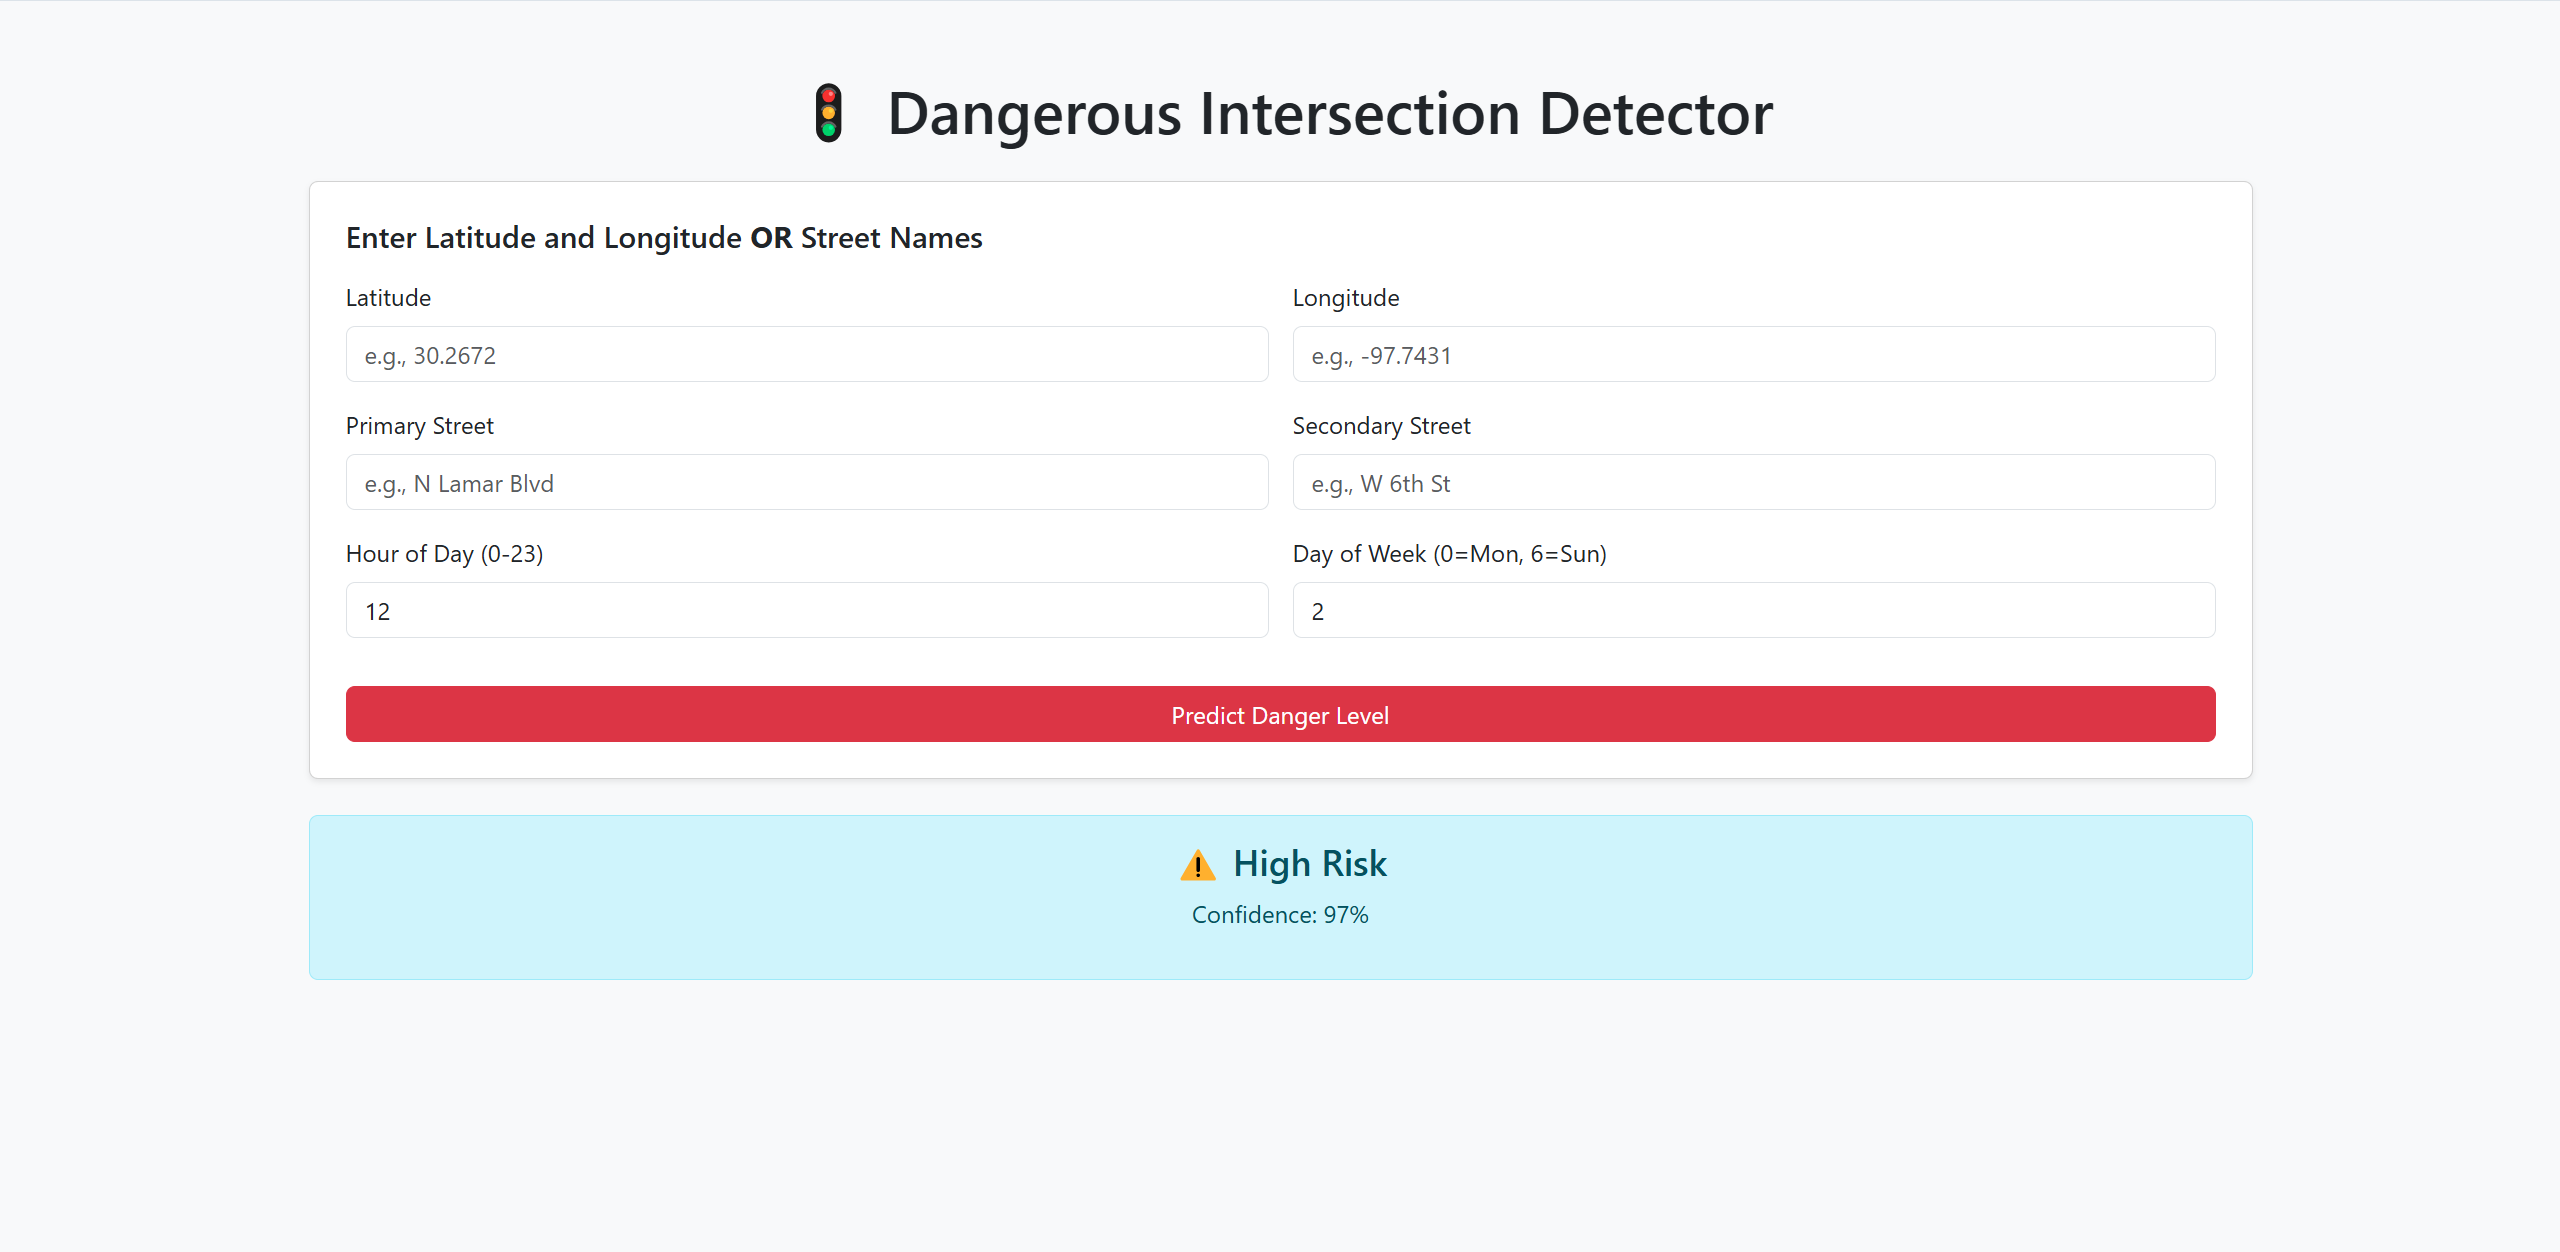 Dangerous Intersection Detector
Enter Latitude and Longitude OR Street Names
Latitude
Longitude
e.g., 30.2672
e.g., -97.7431
Primary Street
Secondary Street
e.g., N Lamar Blvd
e.g., W 6th St
Hour of Day (0-23)
Day of Week (0=Mon, 6=Sun)
12
2
Predict Danger Level
High Risk
Confidence: 97%